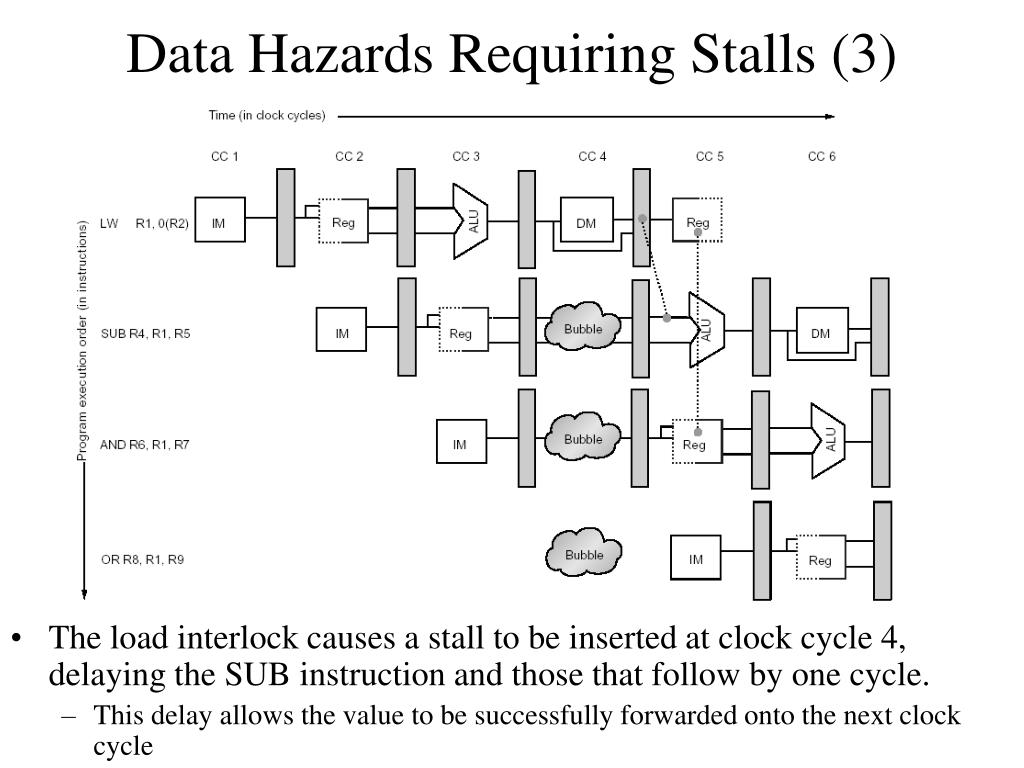 Data Hazards Requiring Stalls (3)
Time (in clock cycles)
CC 1 CC 2 CC 3 CC 4 CC 5 CC 6
Program execution order (in instructions)
LW R1, 0(R2) IM Reg ALU DM Reg
SUB R4, R1, R5 IM Reg Bubble ALU DM
AND R6, R1, R7 IM Bubble Reg ALU
OR R8, R1, R9 Bubble IM Reg
• The load interlock causes a stall to be inserted at clock cycle 4,
delaying the SUB instruction and those that follow by one cycle.
– This delay allows the value to be successfully forwarded onto the next clock
cycle